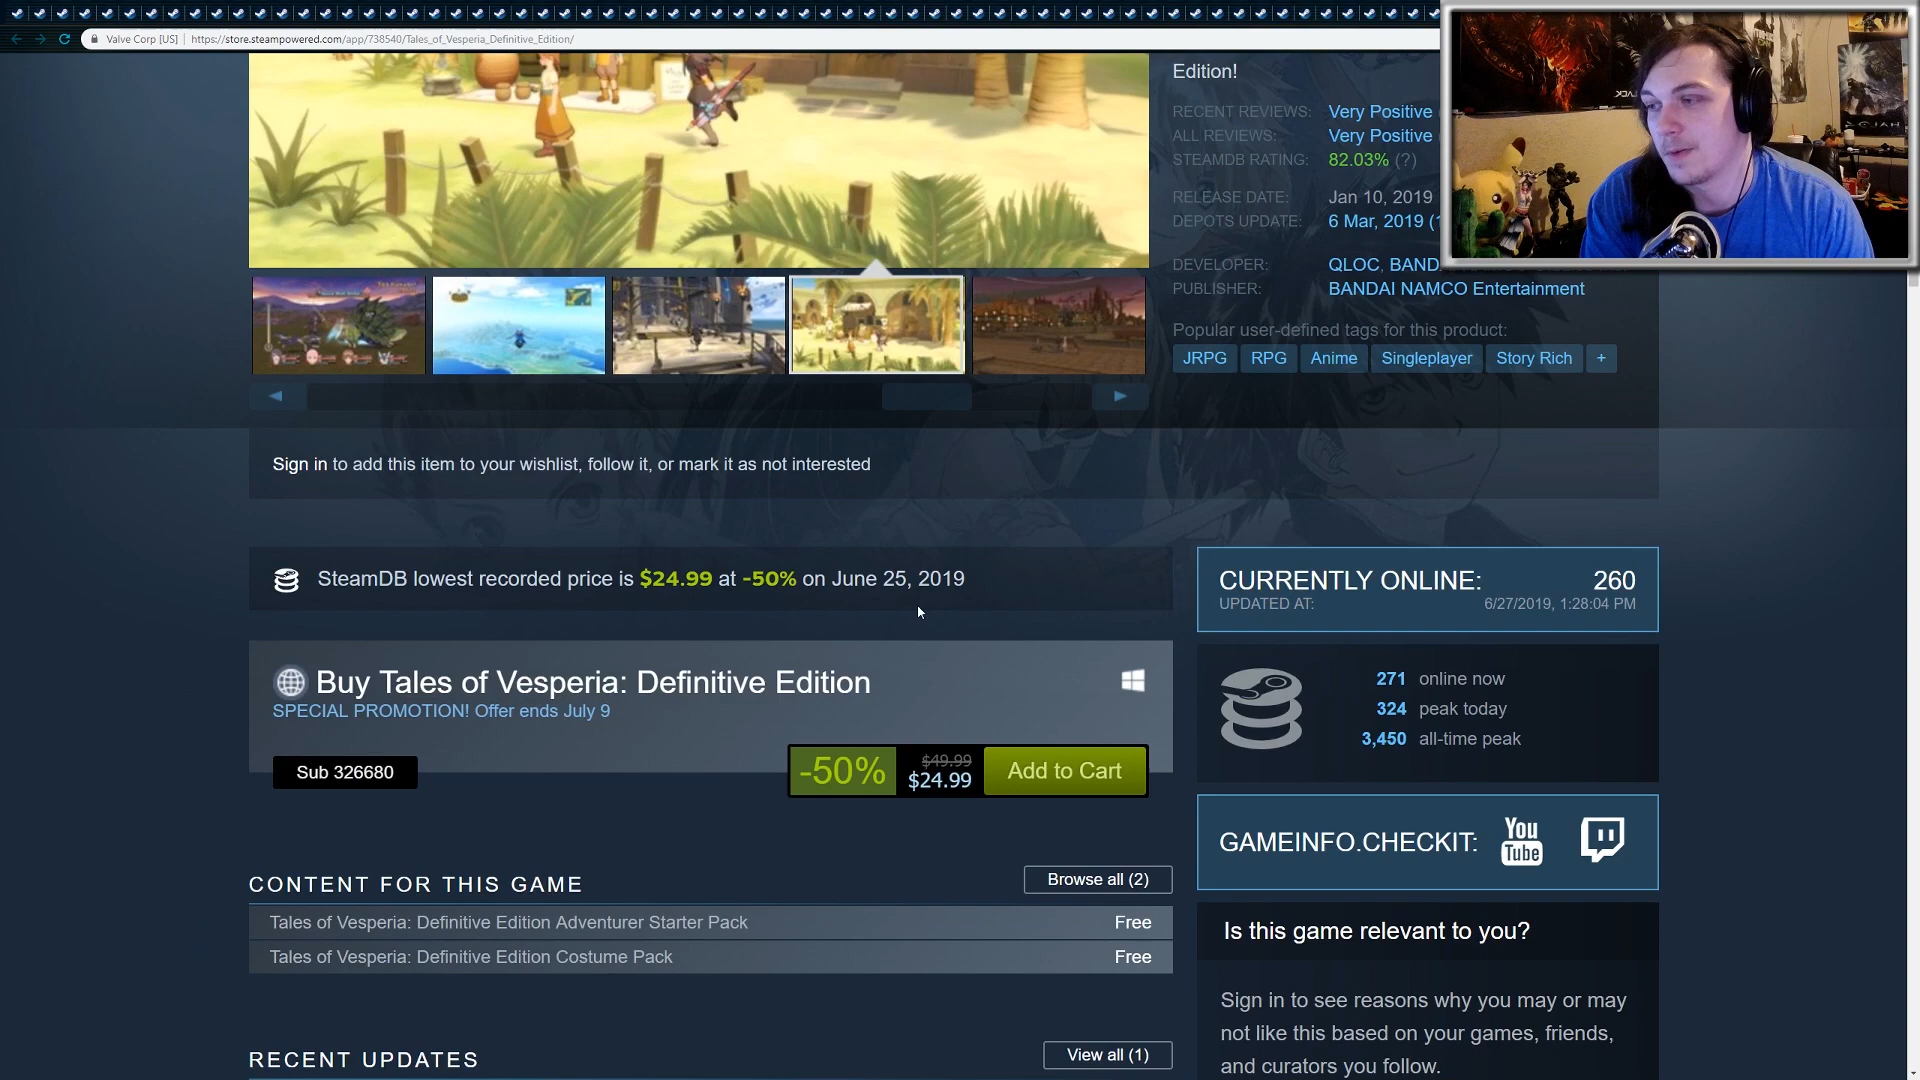 Valve Corp [US] | https://store.steampowered.com/app/738540/Tales_of_Vesperia_Definitive_Edition/
Edition!
RECENT REVIEWS: Very Positive
ALL REVIEWS: Very Positive
STEAMDB RATING: 82.03% (?)
RELEASE DATE: Jan 10, 2019
DEPOTS UPDATE: 6 Mar, 2019
DEVELOPER: QLOC, BAND
PUBLISHER: BANDAI NAMCO Entertainment
Popular user-defined tags for this product:
JRPG RPG Anime Singleplayer Story Rich +
Sign in to add this item to your wishlist, follow it, or mark it as not interested
SteamDB lowest recorded price is $24.99 at -50% on June 25, 2019
CURRENTLY ONLINE: 260
UPDATED AT: 6/27/2019, 1:28:04 PM
Buy Tales of Vesperia: Definitive Edition
SPECIAL PROMOTION! Offer ends July 9
Sub 326680
-50% $49.99 $24.99 Add to Cart
271 online now
324 peak today
3,450 all-time peak
GAMEINFO.CHECKIT: You Tube
CONTENT FOR THIS GAME
Browse all (2)
Tales of Vesperia: Definitive Edition Adventurer Starter Pack Free
Tales of Vesperia: Definitive Edition Costume Pack Free
Is this game relevant to you?
Sign in to see reasons why you may or may
not like this based on your games, friends,
and curators you follow.
RECENT UPDATES
View all (1)